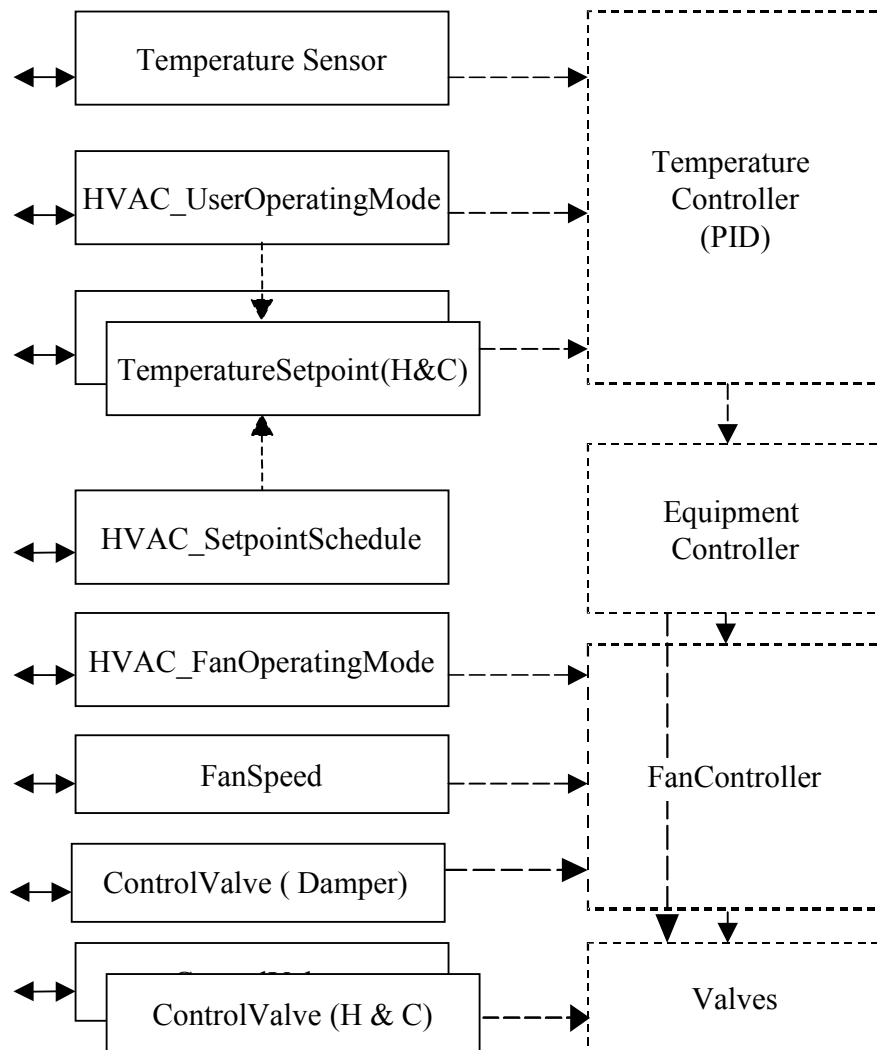 Temperature Sensor
HVAC_UserOperatingMode
TemperatureSetpoint(H&C)
HVAC_SetpointSchedule
HVAC_FanOperatingMode
FanSpeed
ControlValve ( Damper)
ControlValve (H & C)
Temperature
Controller
(PID)
Equipment
Controller
FanController
Valves